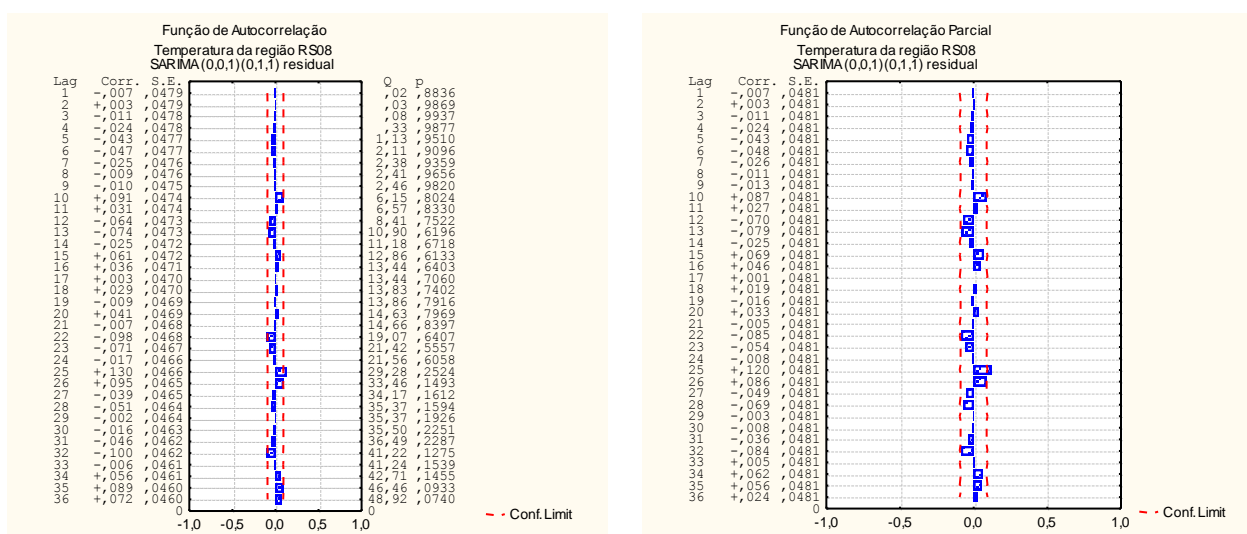 Função de Autocorrelação
Temperatura da região RS08
SARIMA (0,0,1)(0,1,1) residual
Lag Corr. S.E. Q p
1 -,007 ,0479 ,02 ,8836
2 +,003 ,0479 ,03 ,9869
3 -,011 ,0478 ,08 ,9937
4 -,024 ,0478 ,33 ,9877
5 -,043 ,0477 1,13 ,9510
6 -,047 ,0477 2,11 ,9096
7 -,025 ,0476 2,38 ,9359
8 -,009 ,0476 2,41 ,9656
9 -,010 ,0475 2,46 ,9820
10 +,091 ,0474 6,15 ,8024
11 +,031 ,0474 6,57 ,8330
12 -,064 ,0473 8,41 ,7522
13 -,074 ,0473 10,90 ,6196
14 -,025 ,0472 11,18 ,6718
15 +,061 ,0472 12,86 ,6133
16 +,036 ,0471 13,44 ,6403
17 +,003 ,0470 13,44 ,7060
18 +,029 ,0470 13,83 ,7402
19 -,009 ,0469 13,86 ,7916
20 +,041 ,0469 14,63 ,7969
21 -,007 ,0468 14,66 ,8397
22 -,098 ,0468 19,07 ,6407
23 -,071 ,0467 21,42 ,5557
24 -,017 ,0466 21,56 ,6058
25 +,130 ,0466 29,28 ,2524
26 +,095 ,0465 33,46 ,1493
27 -,039 ,0465 34,17 ,1612
28 -,051 ,0464 35,37 ,1594
29 -,002 ,0464 35,37 ,1926
30 -,016 ,0463 35,50 ,2251
31 -,046 ,0462 36,49 ,2287
32 -,100 ,0462 41,22 ,1275
33 -,006 ,0461 41,24 ,1539
34 +,056 ,0461 42,71 ,1455
35 +,089 ,0460 46,46 ,0933
36 +,072 ,0460 48,92 ,0740
0 0
-1,0 -0,5 0,0 0,5 1,0
Conf. Limit
Função de Autocorrelação Parcial
Temperatura da região RS08
SARIMA (0,0,1)(0,1,1) residual
Lag Corr. S.E.
1 -,007 ,0481
2 +,003 ,0481
3 -,011 ,0481
4 -,024 ,0481
5 -,043 ,0481
6 -,048 ,0481
7 -,026 ,0481
8 -,011 ,0481
9 -,013 ,0481
10 +,087 ,0481
11 +,027 ,0481
12 -,070 ,0481
13 -,079 ,0481
14 -,025 ,0481
15 +,069 ,0481
16 +,046 ,0481
17 +,001 ,0481
18 +,019 ,0481
19 -,016 ,0481
20 +,033 ,0481
21 -,005 ,0481
22 -,085 ,0481
23 -,054 ,0481
24 -,008 ,0481
25 +,120 ,0481
26 +,086 ,0481
27 -,049 ,0481
28 -,069 ,0481
29 -,003 ,0481
30 -,008 ,0481
31 -,036 ,0481
32 -,084 ,0481
33 +,005 ,0481
34 +,062 ,0481
35 +,056 ,0481
36 +,024 ,0481
0
-1,0 -0,5 0,0 0,5 1,0
Conf. Limit